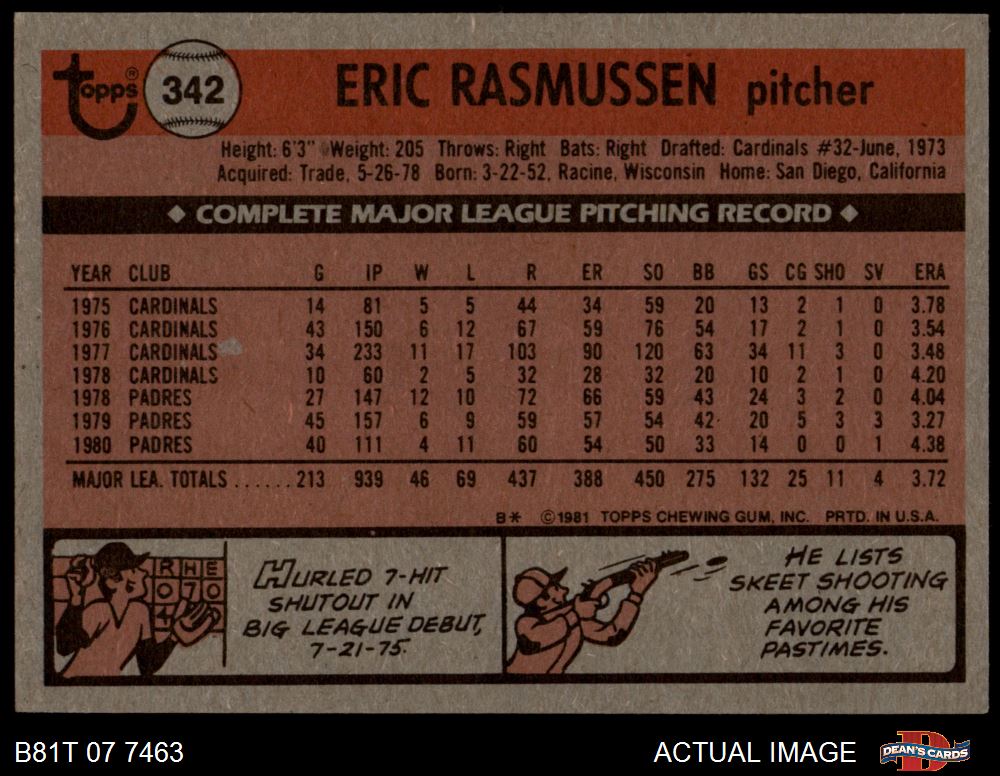 topps® 342 ERIC RASMUSSEN pitcher
Height: 6'3" Weight: 205 Throws: Right Bats: Right Drafted: Cardinals #32-June, 1973
Acquired: Trade, 5-26-78 Born: 3-22-52, Racine, Wisconsin Home: San Diego, California
◆ COMPLETE MAJOR LEAGUE PITCHING RECORD ◆
YEAR CLUB G IP W L R ER SO BB GS CG SHO SV ERA
1975 CARDINALS 14 81 5 5 44 34 59 20 13 2 1 0 3.78
1976 CARDINALS 43 150 6 12 67 59 76 54 17 2 1 0 3.54
1977 CARDINALS 34 233 11 17 103 90 120 63 34 11 3 0 3.48
1978 CARDINALS 10 60 2 5 32 28 32 20 10 2 1 0 4.20
1978 PADRES 27 147 12 10 72 66 59 43 24 3 2 0 4.04
1979 PADRES 45 157 6 9 59 57 54 42 20 5 3 3 3.27
1980 PADRES 40 111 4 11 60 54 50 33 14 0 0 1 4.38
MAJOR LEA. TOTALS ...... 213 939 46 69 437 388 450 275 132 25 11 4 3.72
B* ©1981 TOPPS CHEWING GUM, INC. PRTD. IN U.S.A.
R H E
0 7 0
HURLED 7-HIT
SHUTOUT IN
BIG LEAGUE DEBUT,
7-21-75.
HE LISTS
SKEET SHOOTING
AMONG HIS
FAVORITE
PASTIMES.
B81T 07 7463 ACTUAL IMAGE DEAN'S CARDS